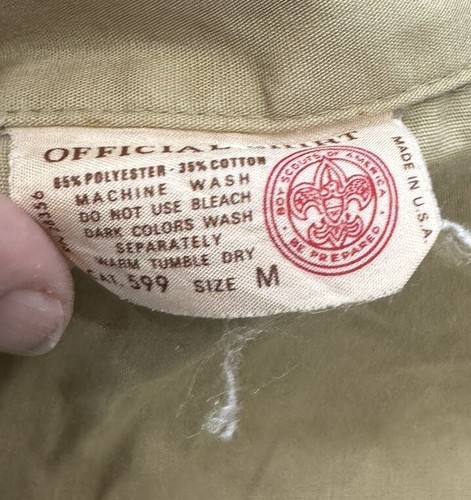 OFFICIAL SHIRT
65% POLYESTER - 35% COTTON
MACHINE WASH
DO NOT USE BLEACH
DARK COLORS WASH
SEPARATELY
WARM TUMBLE DRY
CAT. 599 SIZE M
BOY SCOUTS OF AMERICA
• BE PREPARED •
MADE IN U.S.A.